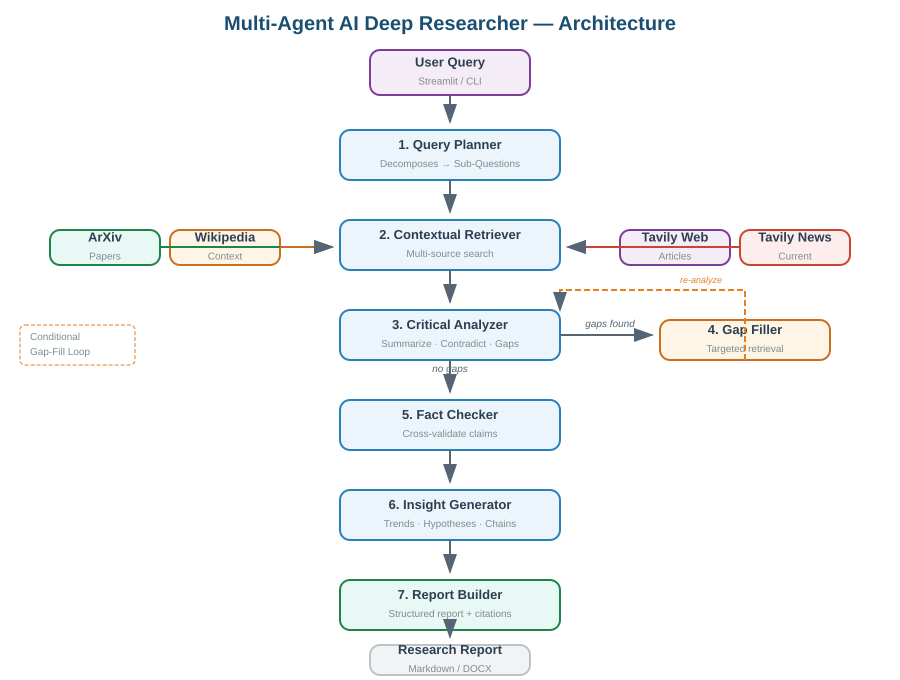 Multi-Agent AI Deep Researcher — Architecture
User Query
Streamlit / CLI
1. Query Planner
Decomposes → Sub-Questions
ArXiv
Papers
Wikipedia
Context
2. Contextual Retriever
Multi-source search
Tavily Web
Articles
Tavily News
Current
re-analyze
Conditional
Gap-Fill Loop
3. Critical Analyzer
Summarize · Contradict · Gaps
gaps found
4. Gap Filler
Targeted retrieval
no gaps
5. Fact Checker
Cross-validate claims
6. Insight Generator
Trends · Hypotheses · Chains
7. Report Builder
Structured report + citations
Research Report
Markdown / DOCX